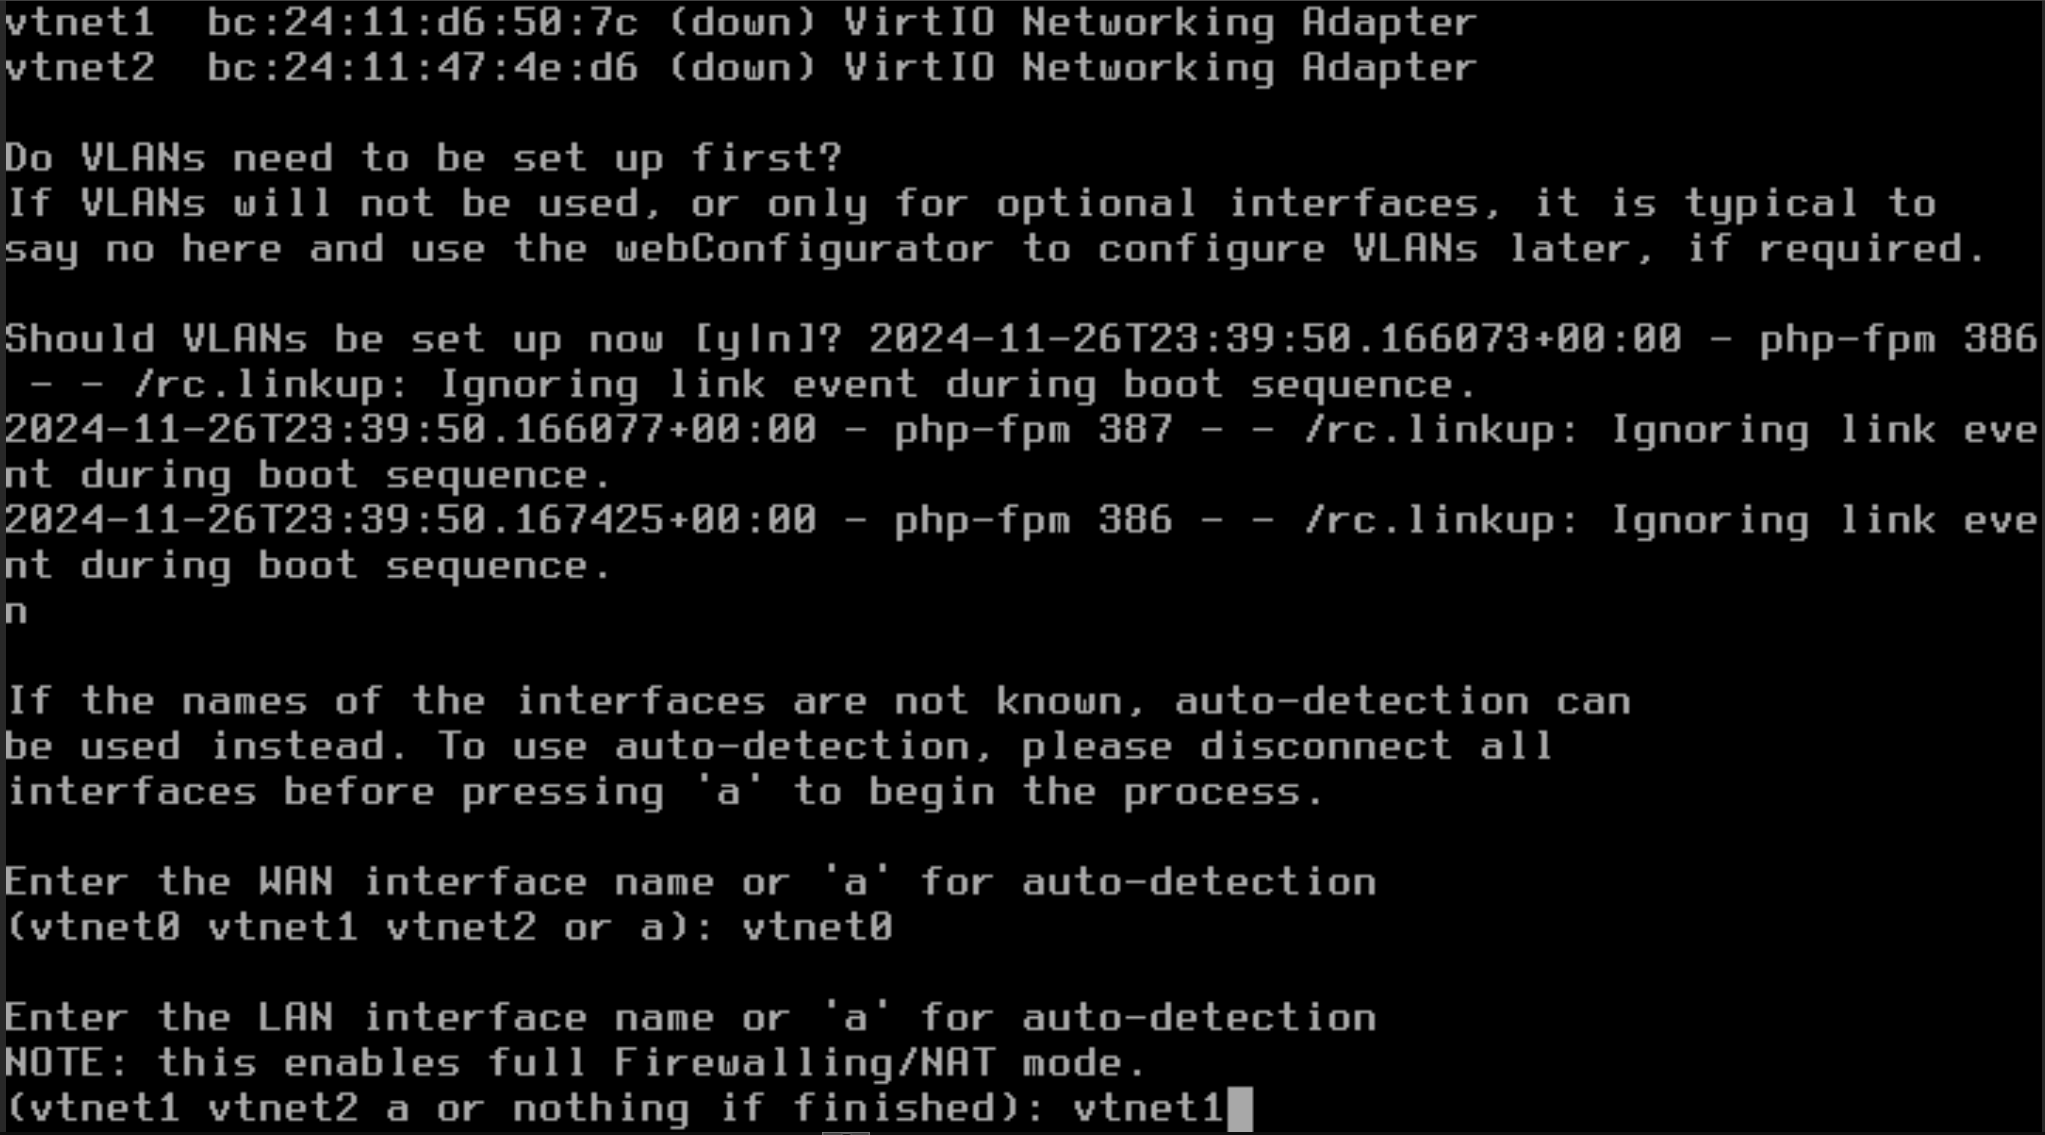 vtnet1  bc:24:11:d6:50:7c (down) VirtIO Networking Adapter
vtnet2  bc:24:11:47:4e:d6 (down) VirtIO Networking Adapter
Do VLANs need to be set up first?
If VLANs will not be used, or only for optional interfaces, it is typical to
say no here and use the webConfigurator to configure VLANs later, if required.
Should VLANs be set up now [y|n]? 2024-11-26T23:39:50.166073+00:00 - php-fpm 386
 - - /rc.linkup: Ignoring link event during boot sequence.
2024-11-26T23:39:50.166077+00:00 - php-fpm 387 - - /rc.linkup: Ignoring link eve
nt during boot sequence.
2024-11-26T23:39:50.167425+00:00 - php-fpm 386 - - /rc.linkup: Ignoring link eve
nt during boot sequence.
n
If the names of the interfaces are not known, auto-detection can
be used instead. To use auto-detection, please disconnect all
interfaces before pressing 'a' to begin the process.
Enter the WAN interface name or 'a' for auto-detection
(vtnet0 vtnet1 vtnet2 or a): vtnet0
Enter the LAN interface name or 'a' for auto-detection
NOTE: this enables full Firewalling/NAT mode.
(vtnet1 vtnet2 a or nothing if finished): vtnet1